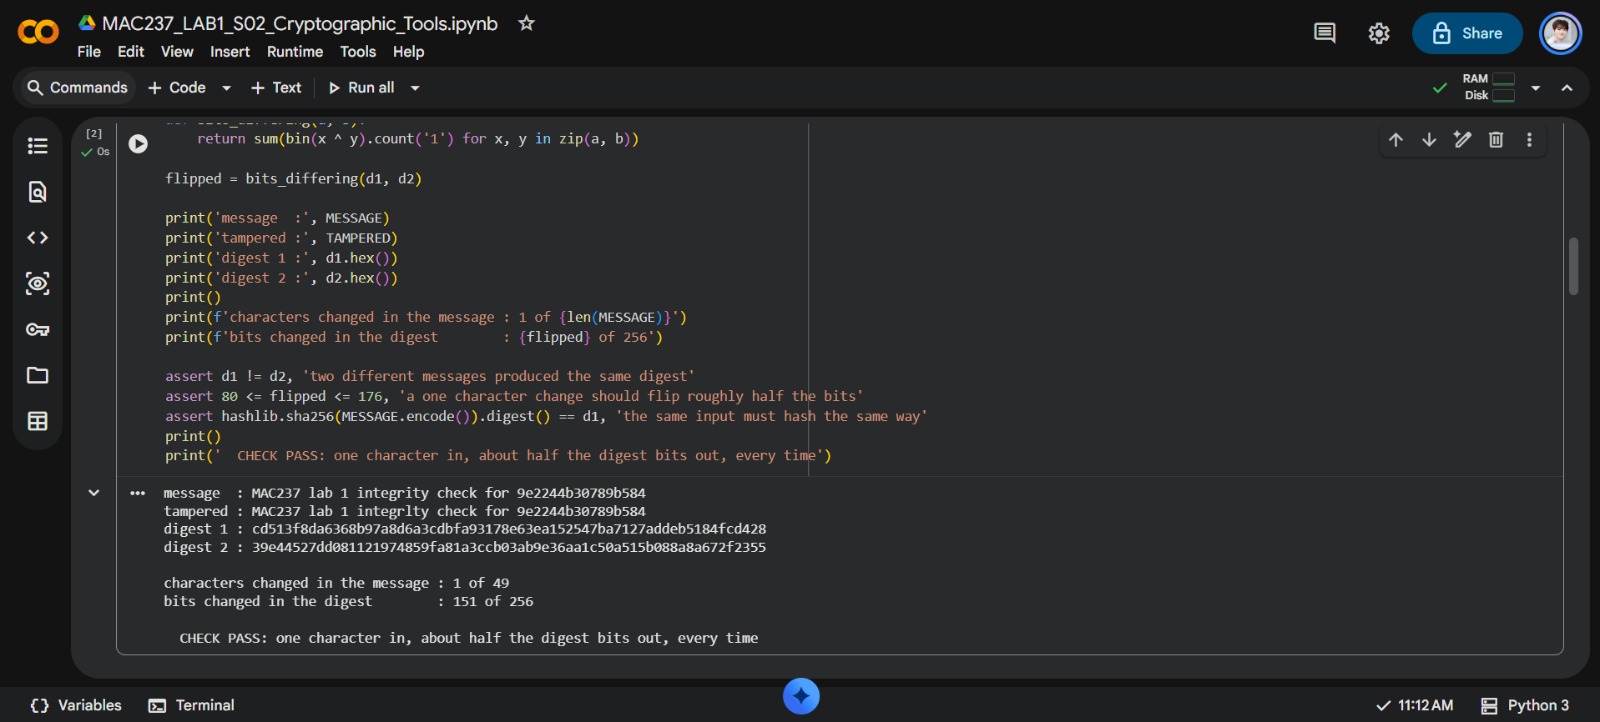 MAC237_LAB1_S02_Cryptographic_Tools.ipynb
File Edit View Insert Runtime Tools Help
Share
Commands + Code + Text Run all
RAM
Disk
[2]
0s
return sum(bin(x ^ y).count('1') for x, y in zip(a, b))
flipped = bits_differing(d1, d2)
print('message  :', MESSAGE)
print('tampered :', TAMPERED)
print('digest 1 :', d1.hex())
print('digest 2 :', d2.hex())
print()
print(f'characters changed in the message : 1 of {len(MESSAGE)}')
print(f'bits changed in the digest        : {flipped} of 256')
assert d1 != d2, 'two different messages produced the same digest'
assert 80 <= flipped <= 176, 'a one character change should flip roughly half the bits'
assert hashlib.sha256(MESSAGE.encode()).digest() == d1, 'the same input must hash the same way'
print()
print('  CHECK PASS: one character in, about half the digest bits out, every time')
message  : MAC237 lab 1 integrity check for 9e2244b30789b584
tampered : MAC237 lab 1 integrlty check for 9e2244b30789b584
digest 1 : cd513f8da6368b97a8d6a3cdbfa93178e63ea152547ba7127addeb5184fcd428
digest 2 : 39e44527dd081121974859fa81a3ccb03ab9e36aa1c50a515b088a8a672f2355
characters changed in the message : 1 of 49
bits changed in the digest        : 151 of 256
CHECK PASS: one character in, about half the digest bits out, every time
Variables Terminal
11:12 AM Python 3